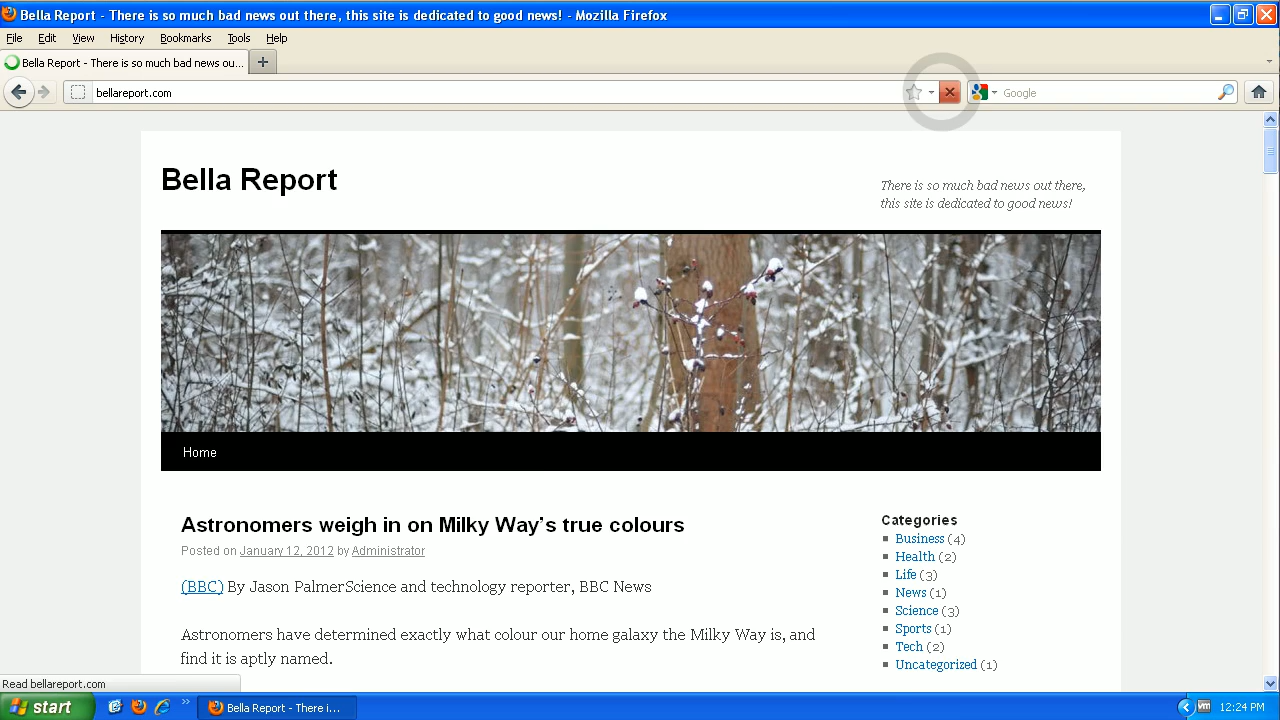 Bella Report - There is so much bad news out there, this site is dedicated to good news! - Mozilla Firefox
File Edit View History Bookmarks Tools Help
Bella Report - There is so much bad news ou...
bellareport.com
Google
Bella Report
There is so much bad news out there,
this site is dedicated to good news!
Home
Astronomers weigh in on Milky Way's true colours
Posted on January 12, 2012 by Administrator
(BBC) By Jason PalmerScience and technology reporter, BBC News
Astronomers have determined exactly what colour our home galaxy the Milky Way is, and
find it is aptly named.
Categories
Business (4)
Health (2)
Life (3)
News (1)
Science (3)
Sports (1)
Tech (2)
Uncategorized (1)
Read bellareport.com
start
Bella Report - There i...
12:24 PM